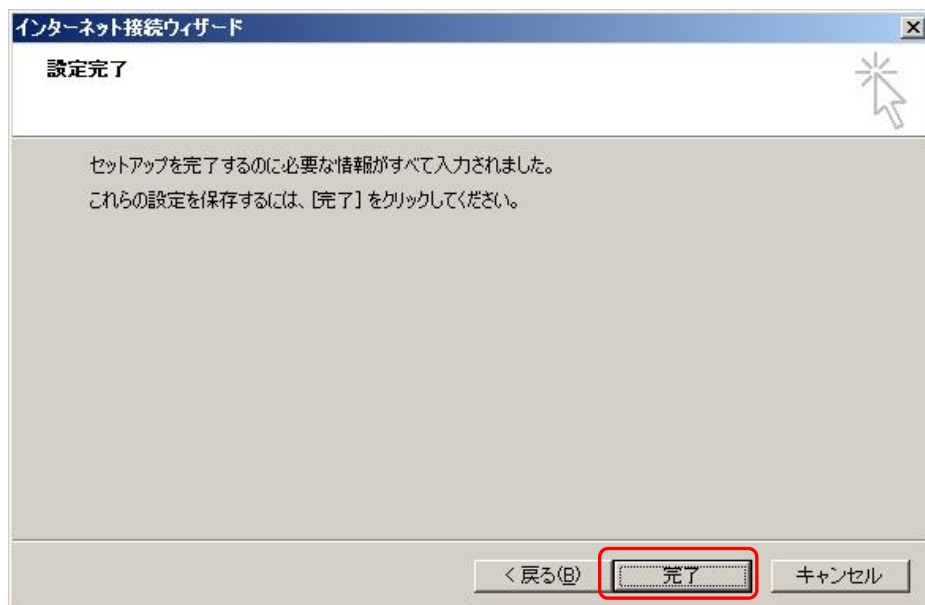 インターネット接続ウィザード
設定完了
セットアップを完了するのに必要な情報がすべて入力されました。
これらの設定を保存するには、[完了] をクリックしてください。
< 戻る(B)
完了
キャンセル